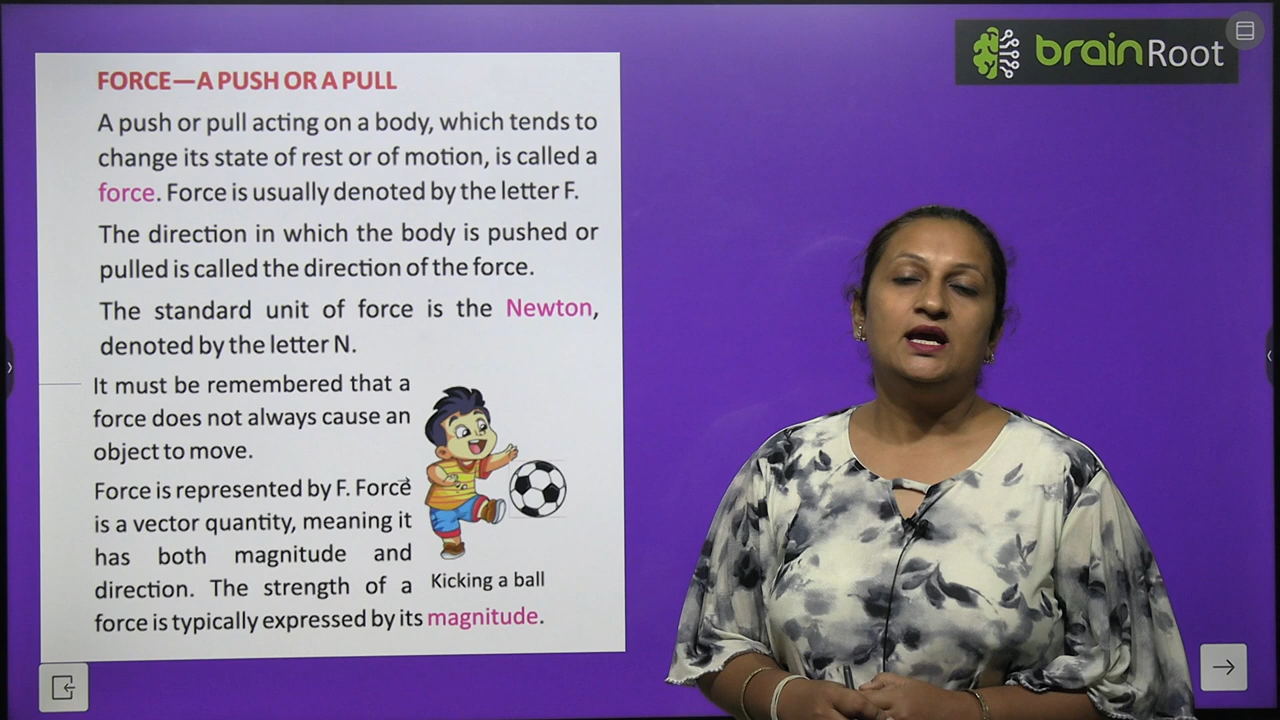 FORCE—A PUSH OR A PULL
A push or pull acting on a body, which tends to
change its state of rest or of motion, is called a
force. Force is usually denoted by the letter F.
The direction in which the body is pushed or
pulled is called the direction of the force.
The standard unit of force is the Newton,
denoted by the letter N.
It must be remembered that a
force does not always cause an
object to move.
Force is represented by F. Force
is a vector quantity, meaning it
has both magnitude and
direction. The strength of a
force is typically expressed by its magnitude.
Kicking a ball
brainRoot